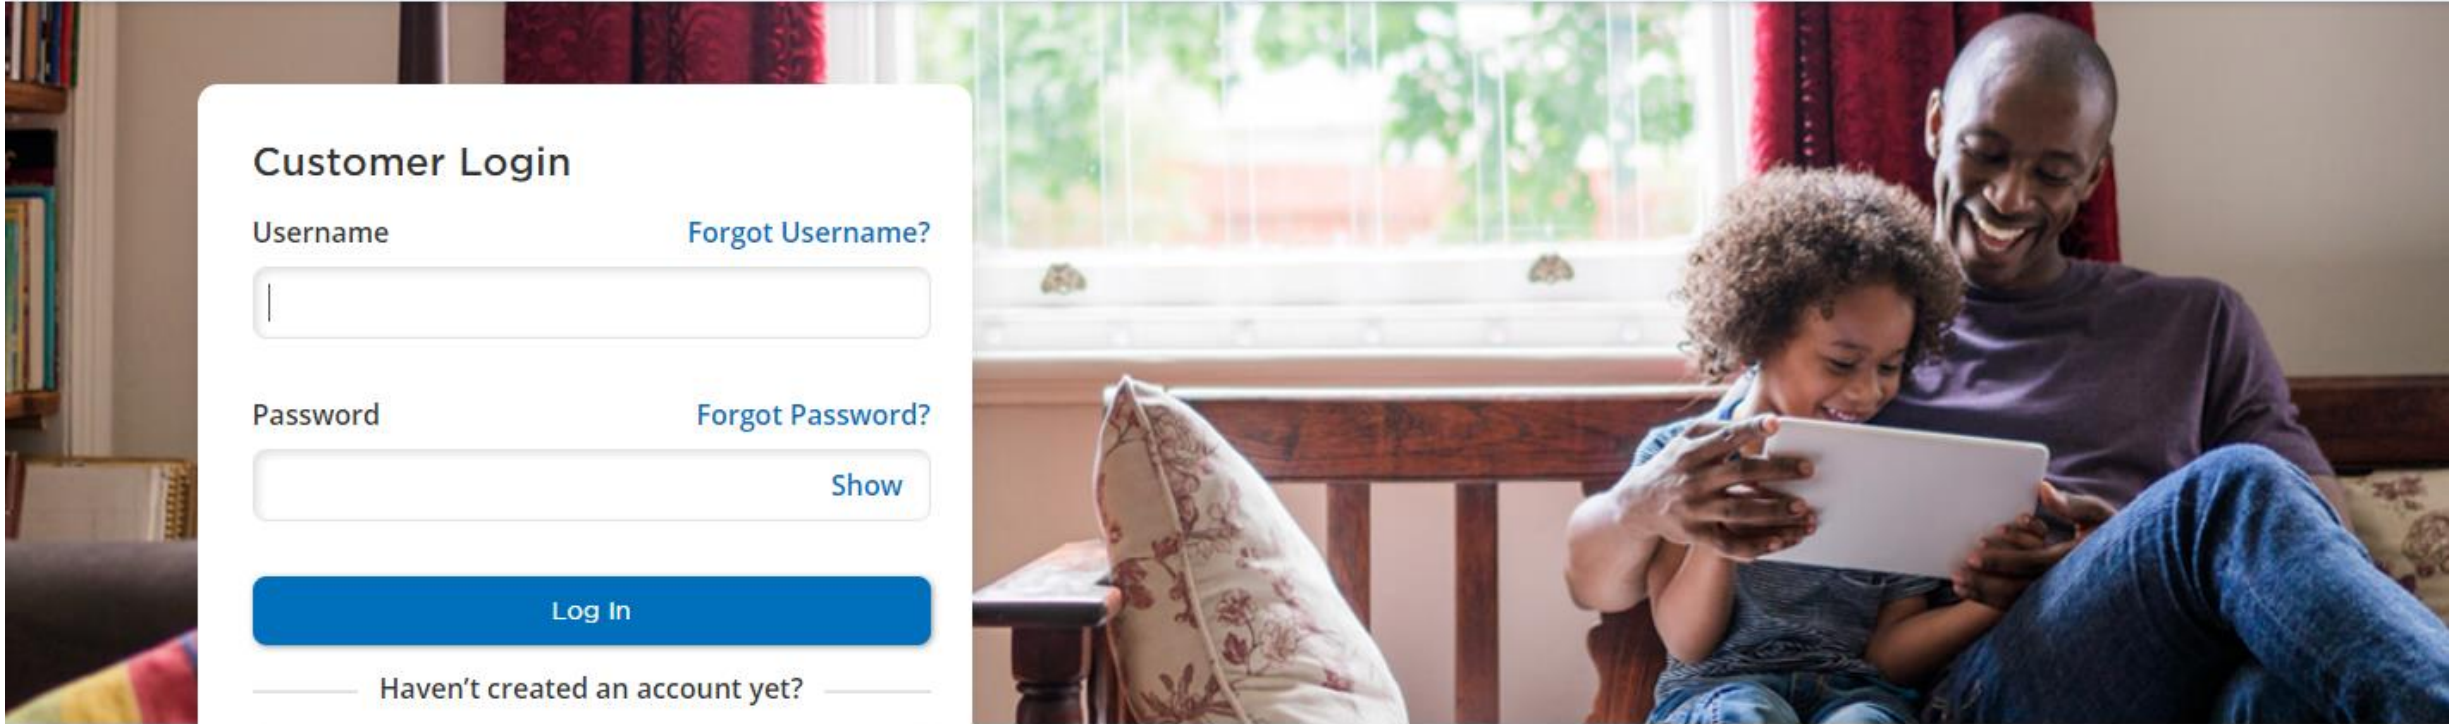 Customer Login
Username Forgot Username?
Password Forgot Password?
Show
Log In
Haven't created an account yet?